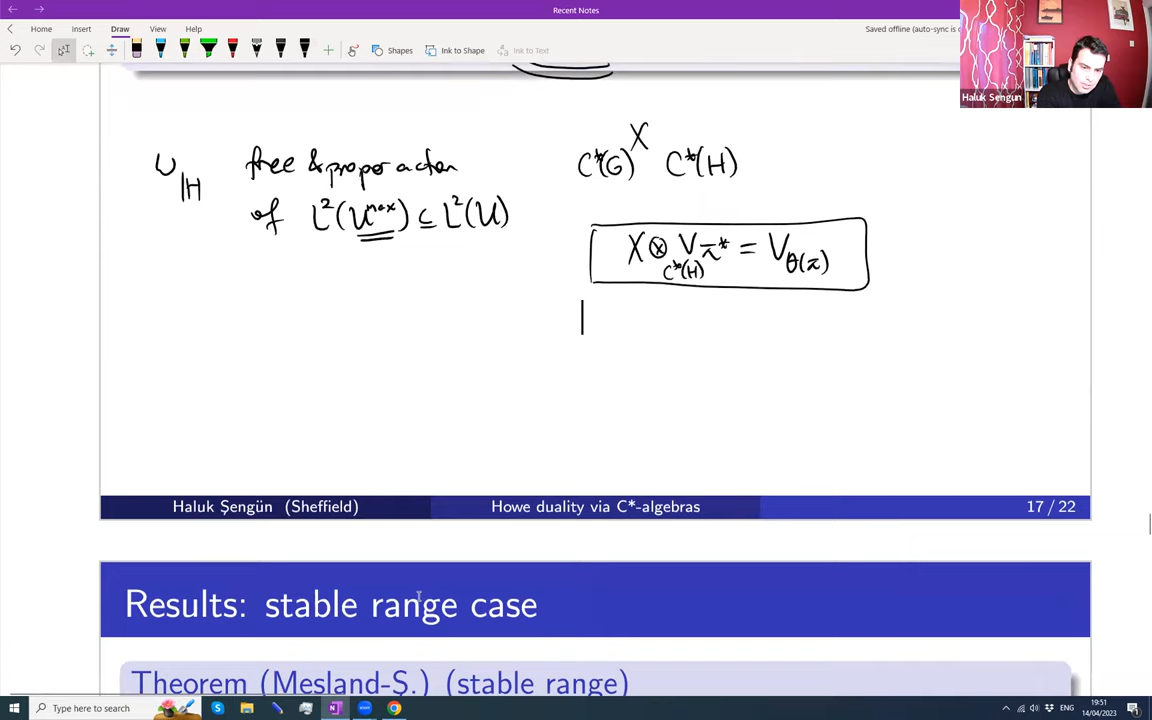 Recent Notes
Home Insert Draw View Help
Saved offline (auto-sync is o
Shapes Ink to Shape Ink to Text
Haluk Sengun
ω|H free & proper action
of L²(U^max) ⊆ L²(U)
C*(G) X C*(H)
X ⊗_{C*(H)} V_{π*} = V_{θ(π)}
Haluk Şengün (Sheffield) Howe duality via C*-algebras 17 / 22
Results: stable range case
Theorem (Mesland-Ş.) (stable range)
Type here to search
ENG
19:51
14/04/2023